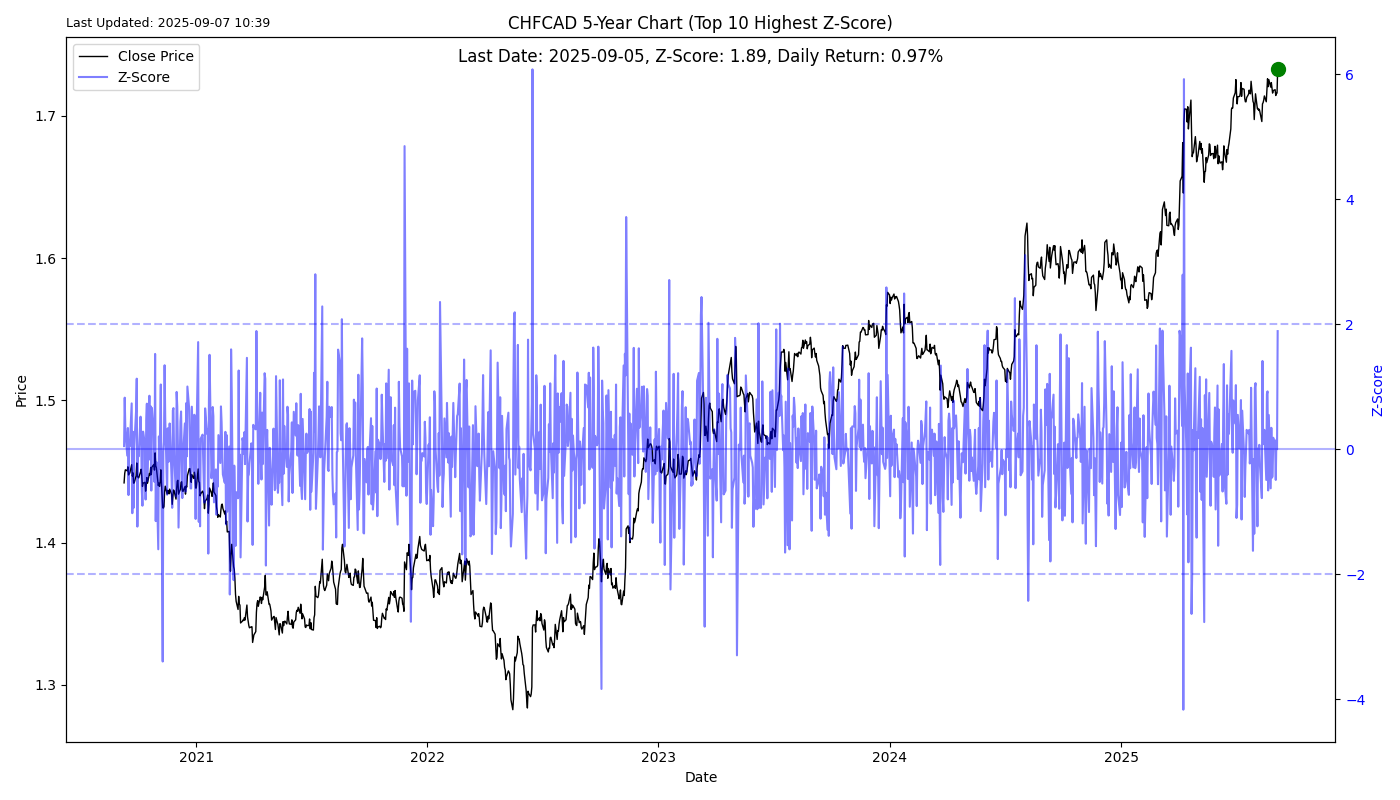 Last Updated: 2025-09-07 10:39
CHFCAD 5-Year Chart (Top 10 Highest Z-Score)
Last Date: 2025-09-05, Z-Score: 1.89, Daily Return: 0.97%
Close Price
Z-Score
1.7
1.6
1.5
1.4
1.3
Price
6
4
2
0
−2
−4
Z-Score
2021
2022
2023
2024
2025
Date